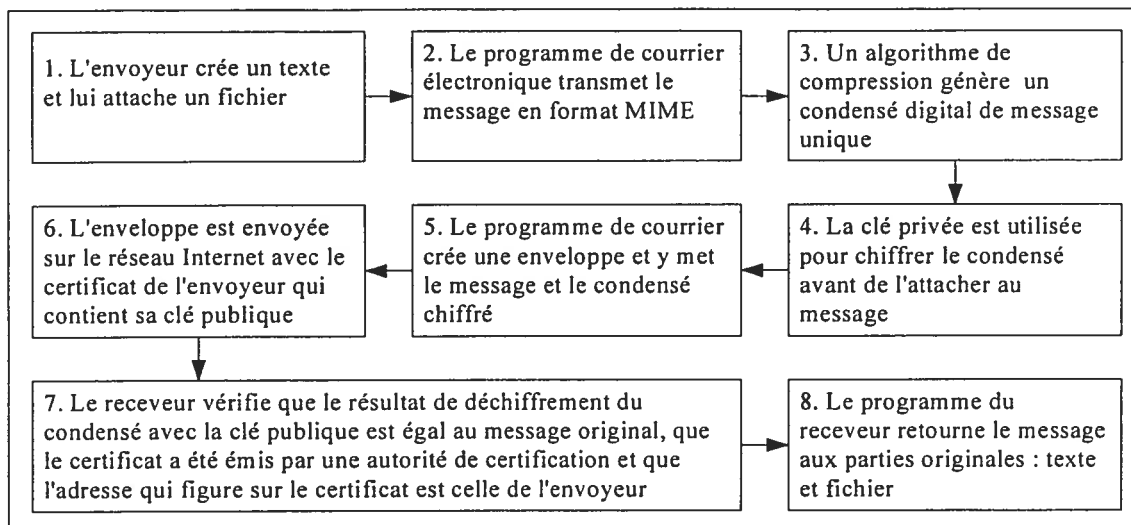 1. L'envoyeur crée un texte
et lui attache un fichier
2. Le programme de courrier
électronique transmet le
message en format MIME
3. Un algorithme de
compression génère un
condensé digital de message
unique
4. La clé privée est utilisée
pour chiffrer le condensé
avant de l'attacher au
message
5. Le programme de courrier
crée une enveloppe et y met
le message et le condensé
chiffré
6. L'enveloppe est envoyée
sur le réseau Internet avec le
certificat de l'envoyeur qui
contient sa clé publique
7. Le receveur vérifie que le résultat de déchiffrement du
condensé avec la clé publique est égal au message original, que
le certificat a été émis par une autorité de certification et que
l'adresse qui figure sur le certificat est celle de l'envoyeur
8. Le programme du
receveur retourne le message
aux parties originales : texte
et fichier